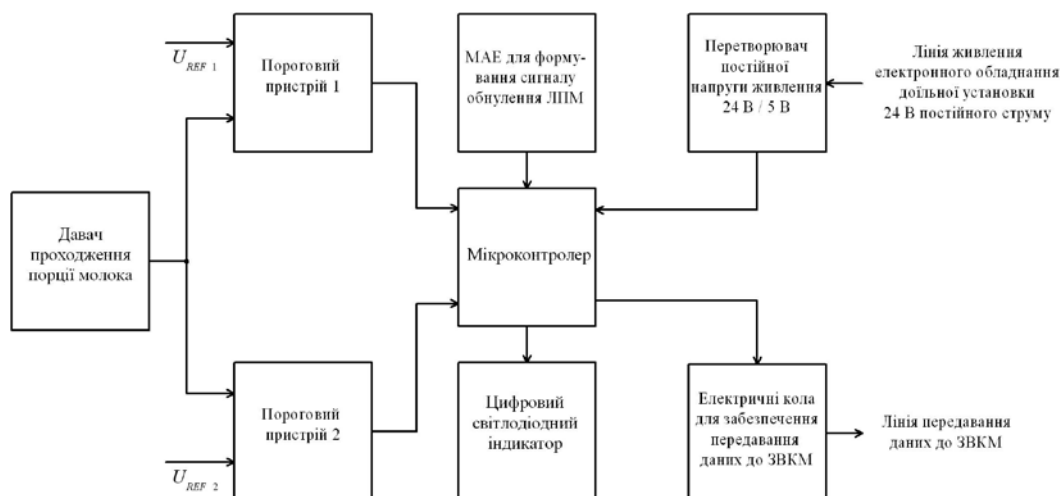 U REF 1
Пороговий
пристрій 1
МАЕ для форму-
вання сигналу
обнулення ЛПМ
Перетворювач
постійної
напруги живлення
24 В / 5 В
Лінія живлення
електронного обладнання
доїльної установки
24 В постійного струму
Давач
проходження
порції молока
Мікроконтролер
Пороговий
пристрій 2
U REF 2
Цифровий
світлодіодний
індикатор
Електричні кола
для забезпечення
передавання
даних до ЗВКМ
Лінія передавання
даних до ЗВКМ